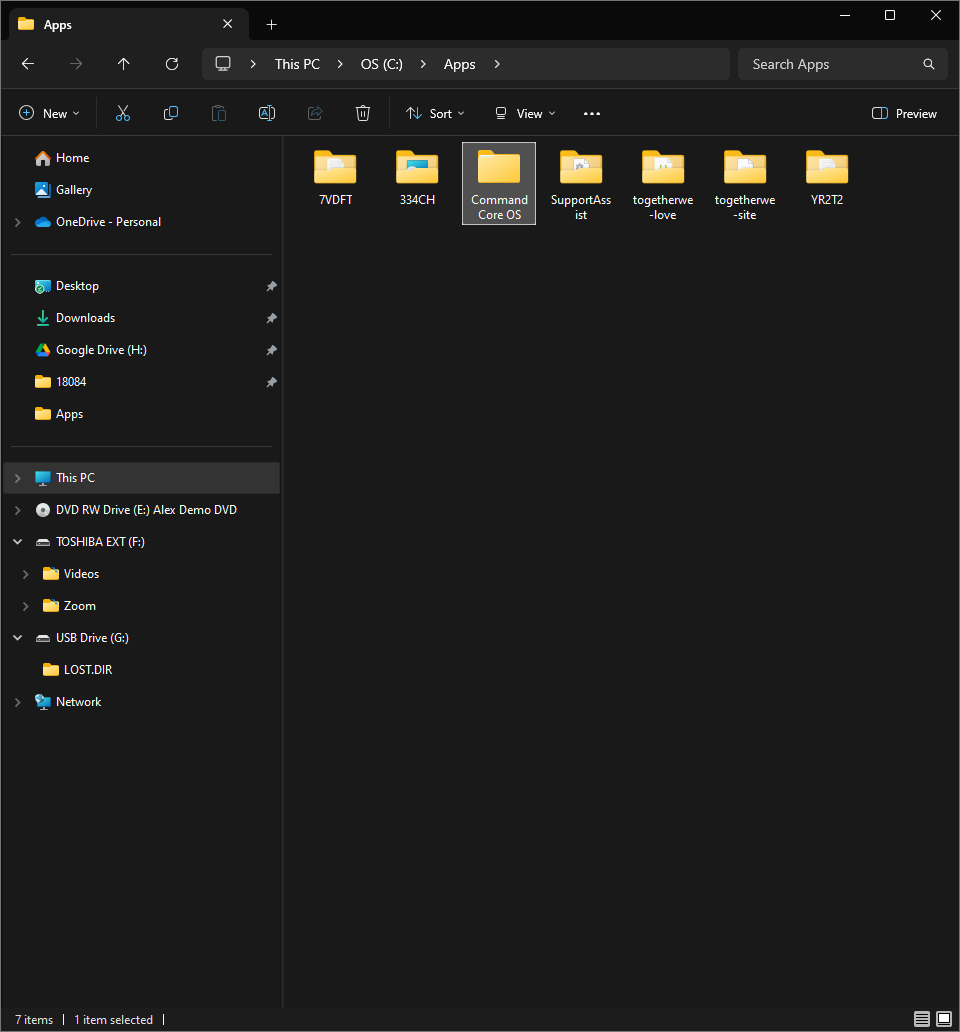 Apps
This PC
OS (C:)
Apps
Search Apps
New
Sort
View
Preview
Home
Gallery
OneDrive - Personal
Desktop
Downloads
Google Drive (H:)
18084
Apps
This PC
DVD RW Drive (E:) Alex Demo DVD
TOSHIBA EXT (F:)
Videos
Zoom
USB Drive (G:)
LOST.DIR
Network
7VDFT
334CH
Command
Core OS
SupportAss
ist
togetherwe
-love
togetherwe
-site
YR2T2
7 items
1 item selected